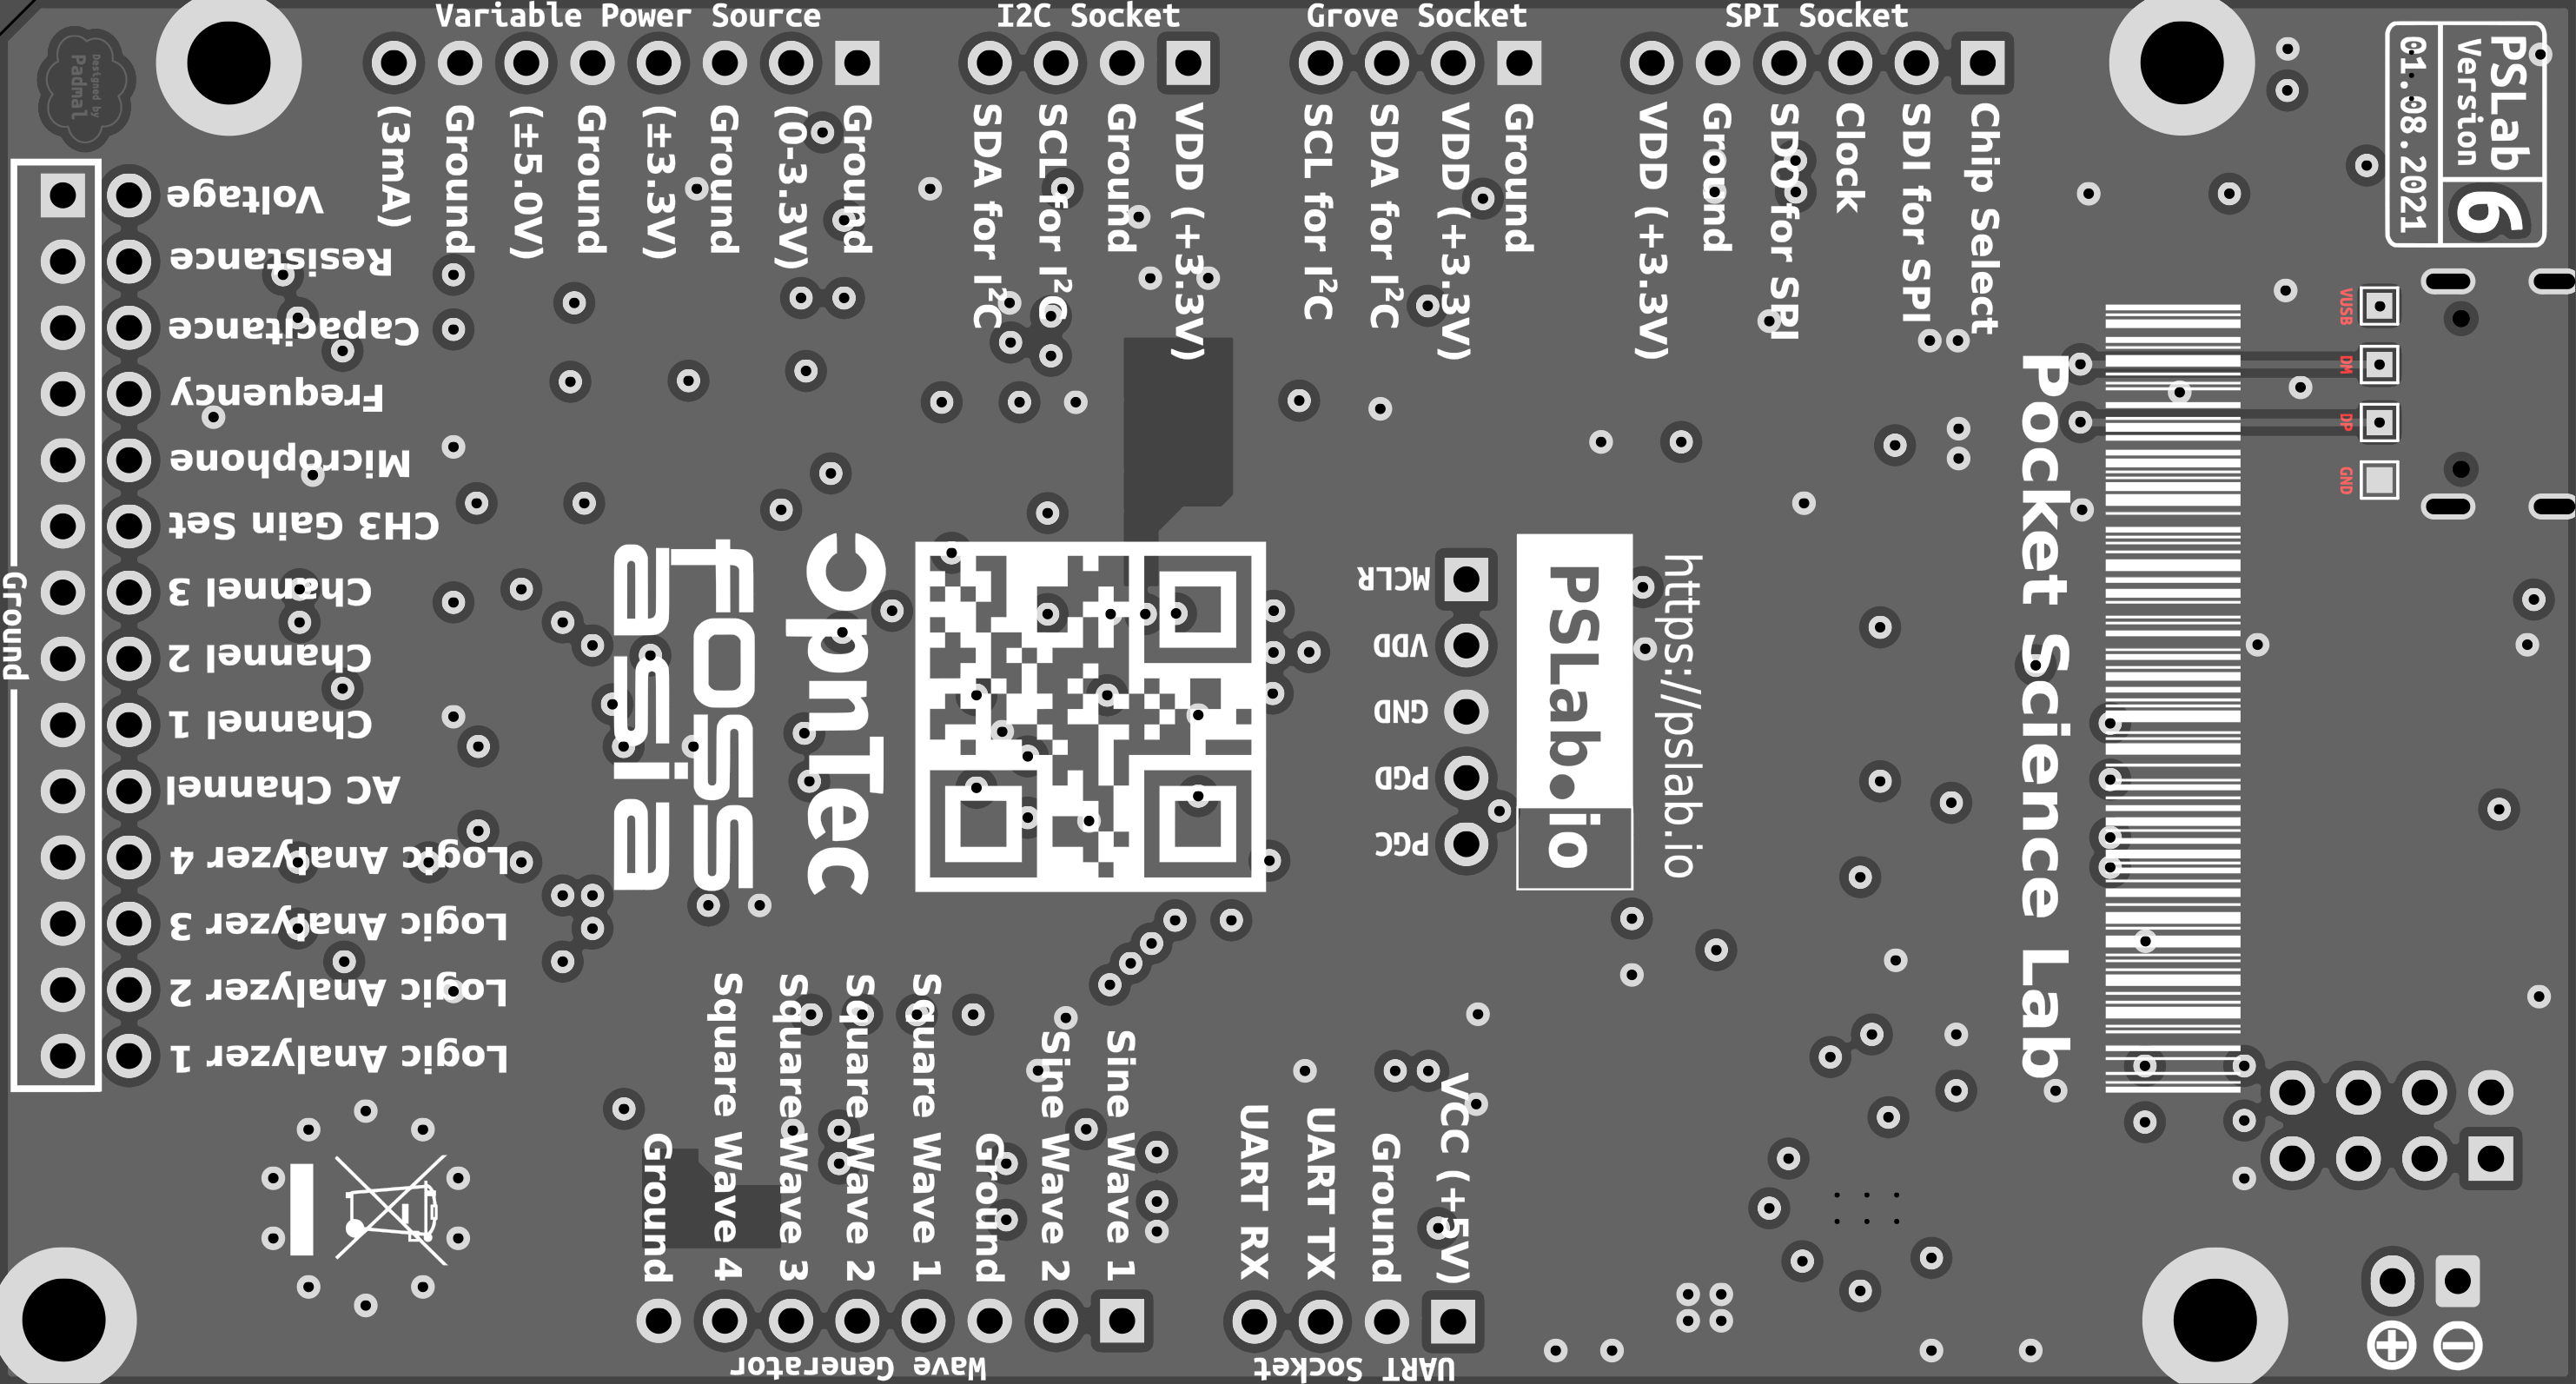 Variable Power Source
I2C Socket
Grove Socket
SPI Socket
Designed by
Padmal
(3mA)
Ground
(±5.0V)
Ground
(±3.3V)
Ground
(0-3.3V)
Ground
SDA for I²C
SCL for I²C
Ground
VDD (+3.3V)
SCL for I²C
SDA for I²C
VDD (+3.3V)
Ground
VDD (+3.3V)
Ground
SDO for SPI
Clock
SDI for SPI
Chip Select
PSLab
Version
6
01.08.2021
Voltage
Resistance
Capacitance
Frequency
Microphone
CH3 Gain Set
Channel 3
Channel 2
Channel 1
AC Channel
Logic Analyzer 4
Logic Analyzer 3
Logic Analyzer 2
Logic Analyzer 1
Ground
VUSB
DM
DP
GND
fossasia
OpnTec
MCLR
VDD
GND
PGD
PGC
PSLab.io
https://pslab.io
Pocket Science Lab
Ground
Square Wave 4
Square Wave 3
Square Wave 2
Square Wave 1
Ground
Sine Wave 2
Sine Wave 1
UART RX
UART TX
Ground
VCC (+5V)
Wave Generator
UART Socket